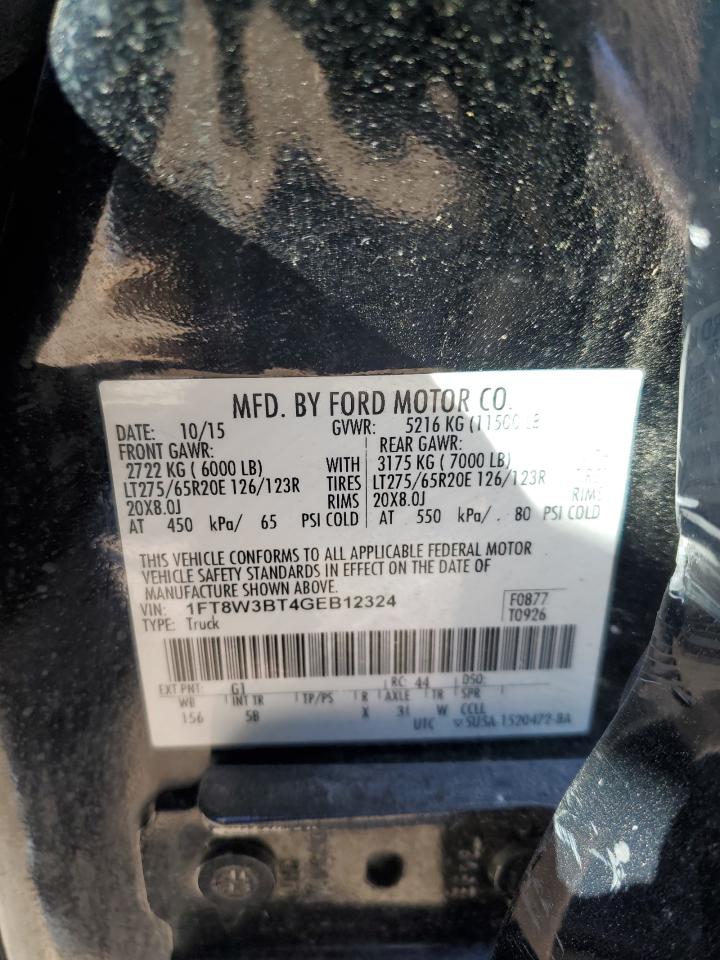 MFD. BY FORD MOTOR CO.
DATE: 10/15 GVWR: 5216 KG (11500 LB
FRONT GAWR: REAR GAWR:
2722 KG ( 6000 LB) WITH 3175 KG ( 7000 LB)
LT275/65R20E 126/123R TIRES LT275/65R20E 126/123R
20X8.0J RIMS 20X8.0J RIMS
AT 450 kPa/ 65 PSI COLD AT 550 kPa/. 80 PSI COLD
THIS VEHICLE CONFORMS TO ALL APPLICABLE FEDERAL MOTOR
VEHICLE SAFETY STANDARDS IN EFFECT ON THE DATE OF
MANUFACTURE SHOWN ABOVE.
VIN: 1FT8W3BT4GEB12324 F0877
TYPE: Truck T0926
EXT PNT: G1 RC: 44 DSO:
WB INT TR TP/PS R AXLE TR SPR
156 5B X 31 W CCLL
UTC SUSA-1520472-BA